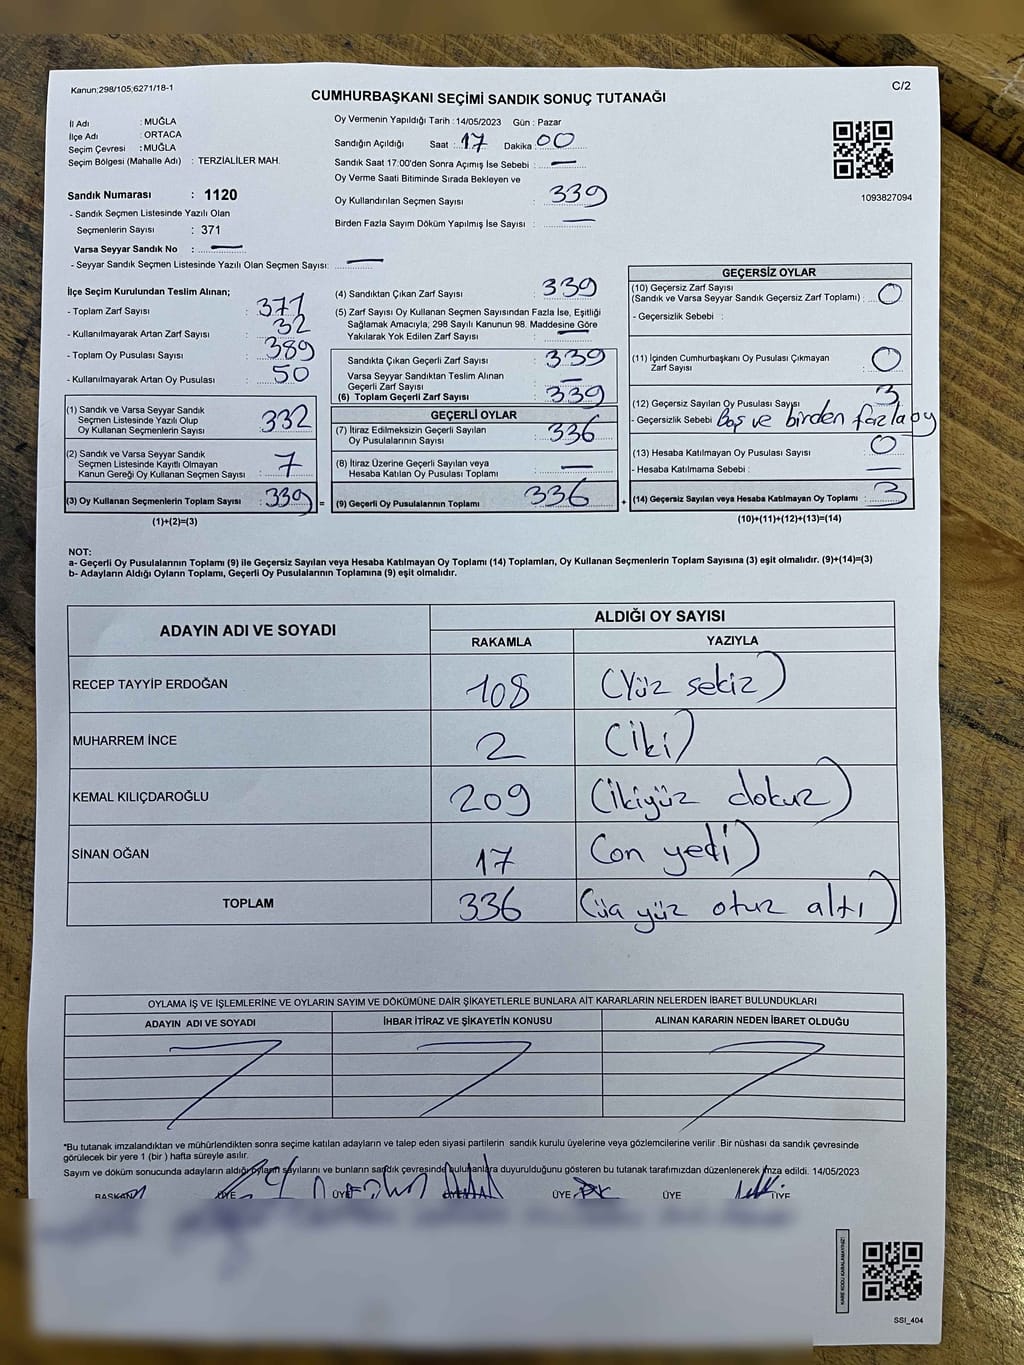 Kanun;298/105;6271/18-1
C/2
CUMHURBAŞKANI SEÇİMİ SANDIK SONUÇ TUTANAĞI
İl Adı : MUĞLA
İlçe Adı : ORTACA
Seçim Çevresi : MUĞLA
Seçim Bölgesi (Mahalle Adı) : TERZİALİLER MAH.
Sandık Numarası : 1120
- Sandık Seçmen Listesinde Yazılı Olan
Seçmenlerin Sayısı : 371
Varsa Seyyar Sandık No : —
- Seyyar Sandık Seçmen Listesinde Yazılı Olan Seçmen Sayısı: —
Oy Vermenin Yapıldığı Tarih : 14/05/2023 Gün : Pazar
Sandığın Açıldığı Saat : 17 Dakika : 00
Sandık Saat 17:00'den Sonra Açımış İse Sebebi : —
Oy Verme Saati Bitiminde Sırada Bekleyen ve
Oy Kullandırılan Seçmen Sayısı : 339
Birden Fazla Sayım Döküm Yapılmış İse Sayısı : —
1093827094
İlçe Seçim Kurulundan Teslim Alınan;
- Toplam Zarf Sayısı : 371
- Kullanılmayarak Artan Zarf Sayısı : 32
- Toplam Oy Pusulası Sayısı : 389
- Kullanılmayarak Artan Oy Pusulası : 50
(1) Sandık ve Varsa Seyyar Sandık
Seçmen Listesinde Yazılı Olup
Oy Kullanan Seçmenlerin Sayısı : 332
(2) Sandık ve Varsa Seyyar Sandık
Seçmen Listesinde Kayıtlı Olmayan
Kanun Gereği Oy Kullanan Seçmen Sayısı : 7
(3) Oy Kullanan Seçmenlerin Toplam Sayısı : 339 =
(1)+(2)=(3)
(4) Sandıktan Çıkan Zarf Sayısı : 339
(5) Zarf Sayısı Oy Kullanan Seçmen Sayısından Fazla İse, Eşitliği
Sağlamak Amacıyla, 298 Sayılı Kanunun 98. Maddesine Göre
Yakılarak Yok Edilen Zarf Sayısı : —
Sandıkta Çıkan Geçerli Zarf Sayısı : 339
Varsa Seyyar Sandıktan Teslim Alınan
Geçerli Zarf Sayısı : —
(6) Toplam Geçerli Zarf Sayısı : 339
GEÇERLİ OYLAR
(7) İtiraz Edilmeksizin Geçerli Sayılan
Oy Pusulalarının Sayısı : 336
(8) İtiraz Üzerine Geçerli Sayılan veya
Hesaba Katılan Oy Pusulası Toplamı : —
(9) Geçerli Oy Pusulalarının Toplamı : 336 +
GEÇERSİZ OYLAR
(10) Geçersiz Zarf Sayısı
(Sandık ve Varsa Seyyar Sandık Geçersiz Zarf Toplamı) : 0
- Geçersizlik Sebebi :
(11) İçinden Cumhurbaşkanı Oy Pusulası Çıkmayan
Zarf Sayısı : 0
(12) Geçersiz Sayılan Oy Pusulası Sayısı : 3
- Geçersizlik Sebebi : Boş ve birden fazla oy
(13) Hesaba Katılmayan Oy Pusulası Sayısı : 0
- Hesaba Katılmama Sebebi : —
(14) Geçersiz Sayılan veya Hesaba Katılmayan Oy Toplamı : 3
(10)+(11)+(12)+(13)=(14)
NOT:
a- Geçerli Oy Pusulalarının Toplamı (9) ile Geçersiz Sayılan veya Hesaba Katılmayan Oy Toplamı (14) Toplamları, Oy Kullanan Seçmenlerin Toplam Sayısına (3) eşit olmalıdır. (9)+(14)=(3)
b- Adayların Aldığı Oyların Toplamı, Geçerli Oy Pusulalarının Toplamına (9) eşit olmalıdır.
ADAYIN ADI VE SOYADI ALDIĞI OY SAYISI
RAKAMLA YAZIYLA
RECEP TAYYİP ERDOĞAN 108 (Yüz sekiz)
MUHARREM İNCE 2 (iki)
KEMAL KILIÇDAROĞLU 209 (ikiyüz dokuz)
SİNAN OĞAN 17 (on yedi)
TOPLAM 336 (üç yüz otuz altı)
OYLAMA İŞ VE İŞLEMLERİNE VE OYLARIN SAYIM VE DÖKÜMÜNE DAİR ŞİKAYETLERLE BUNLARA AİT KARARLARIN NELERDEN İBARET BULUNDUKLARI
ADAYIN ADI VE SOYADI İHBAR İTİRAZ VE ŞİKAYETİN KONUSU ALINAN KARARIN NEDEN İBARET OLDUĞU
*Bu tutanak imzalandıktan ve mühürlendikten sonra seçime katılan adayların ve talep eden siyasi partilerin sandık kurulu üyelerine veya gözlemcilerine verilir .Bir nüshası da sandık çevresinde
görülecek bir yere 1 (bir ) hafta süreyle asılır.
Sayım ve döküm sonucunda adayların aldığı oyların sayılarını ve bunların sandık çevresinde bulunanlara duyurulduğunu gösteren bu tutanak tarafımızdan düzenlenerek imza edildi. 14/05/2023
BAŞKAN ÜYE ÜYE ÜYE ÜYE ÜYE
KARE KODU KARALAMAYINIZ!
SSI_404